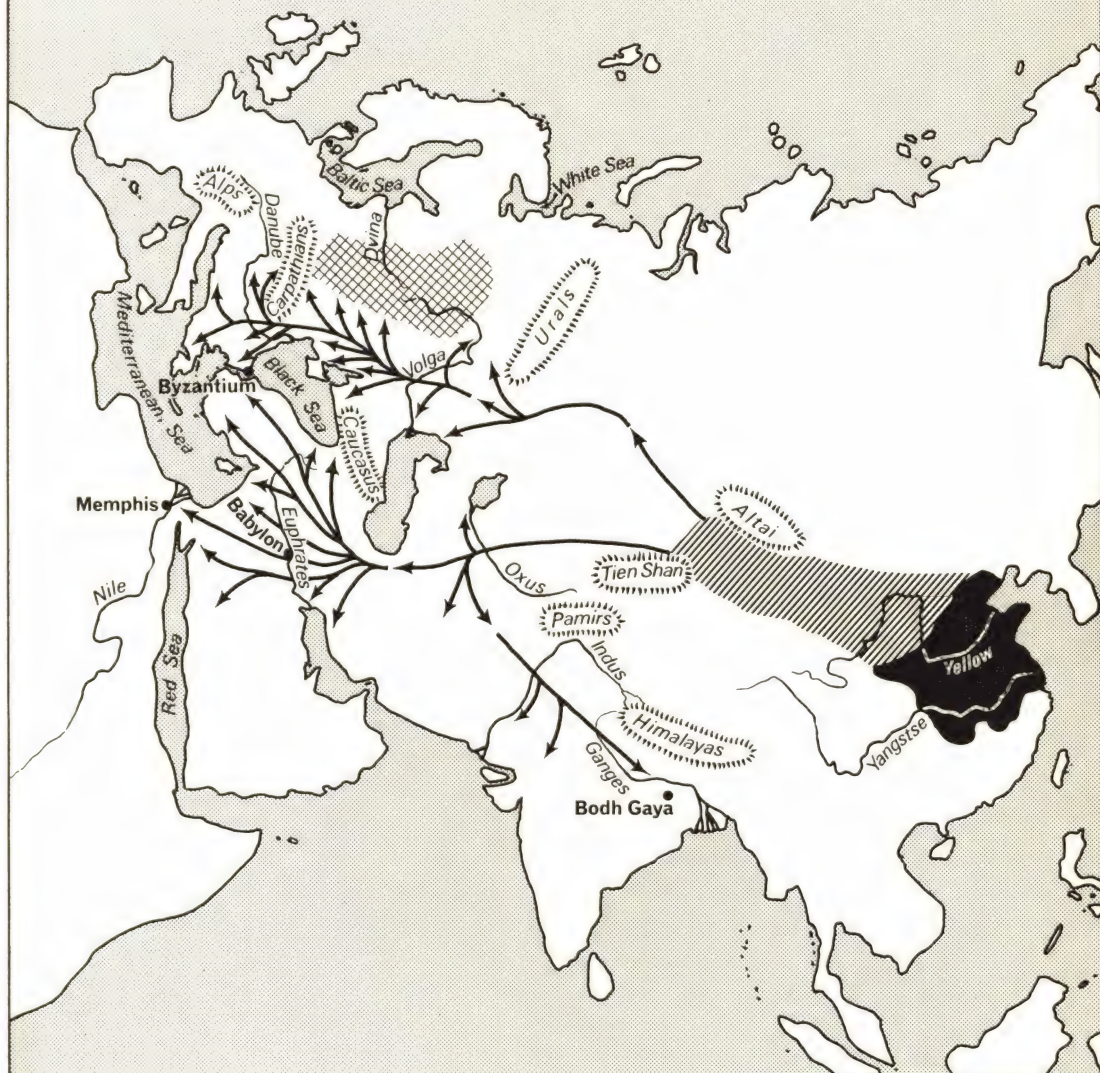 Baltic Sea
White Sea
Alps
Danube
Dvina
Carpathians
Urals
Mediterranean Sea
Volga
Byzantium
Black Sea
Caucasus
Memphis
Babylon
Euphrates
Altai
Oxus
Tien Shan
Nile
Pamirs
Indus
Red Sea
Yellow
Himalayas
Yangstse
Ganges
Bodh Gaya